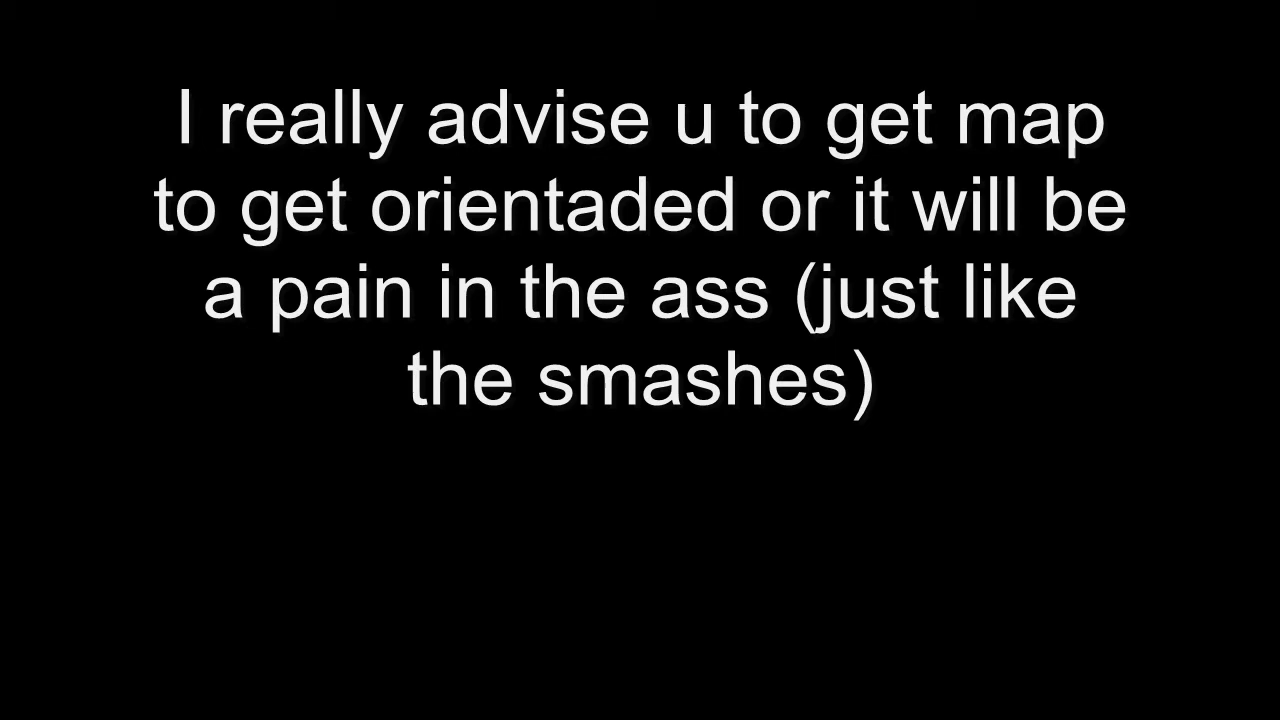 I really advise u to get map
to get orientaded or it will be
a pain in the ass (just like
the smashes)